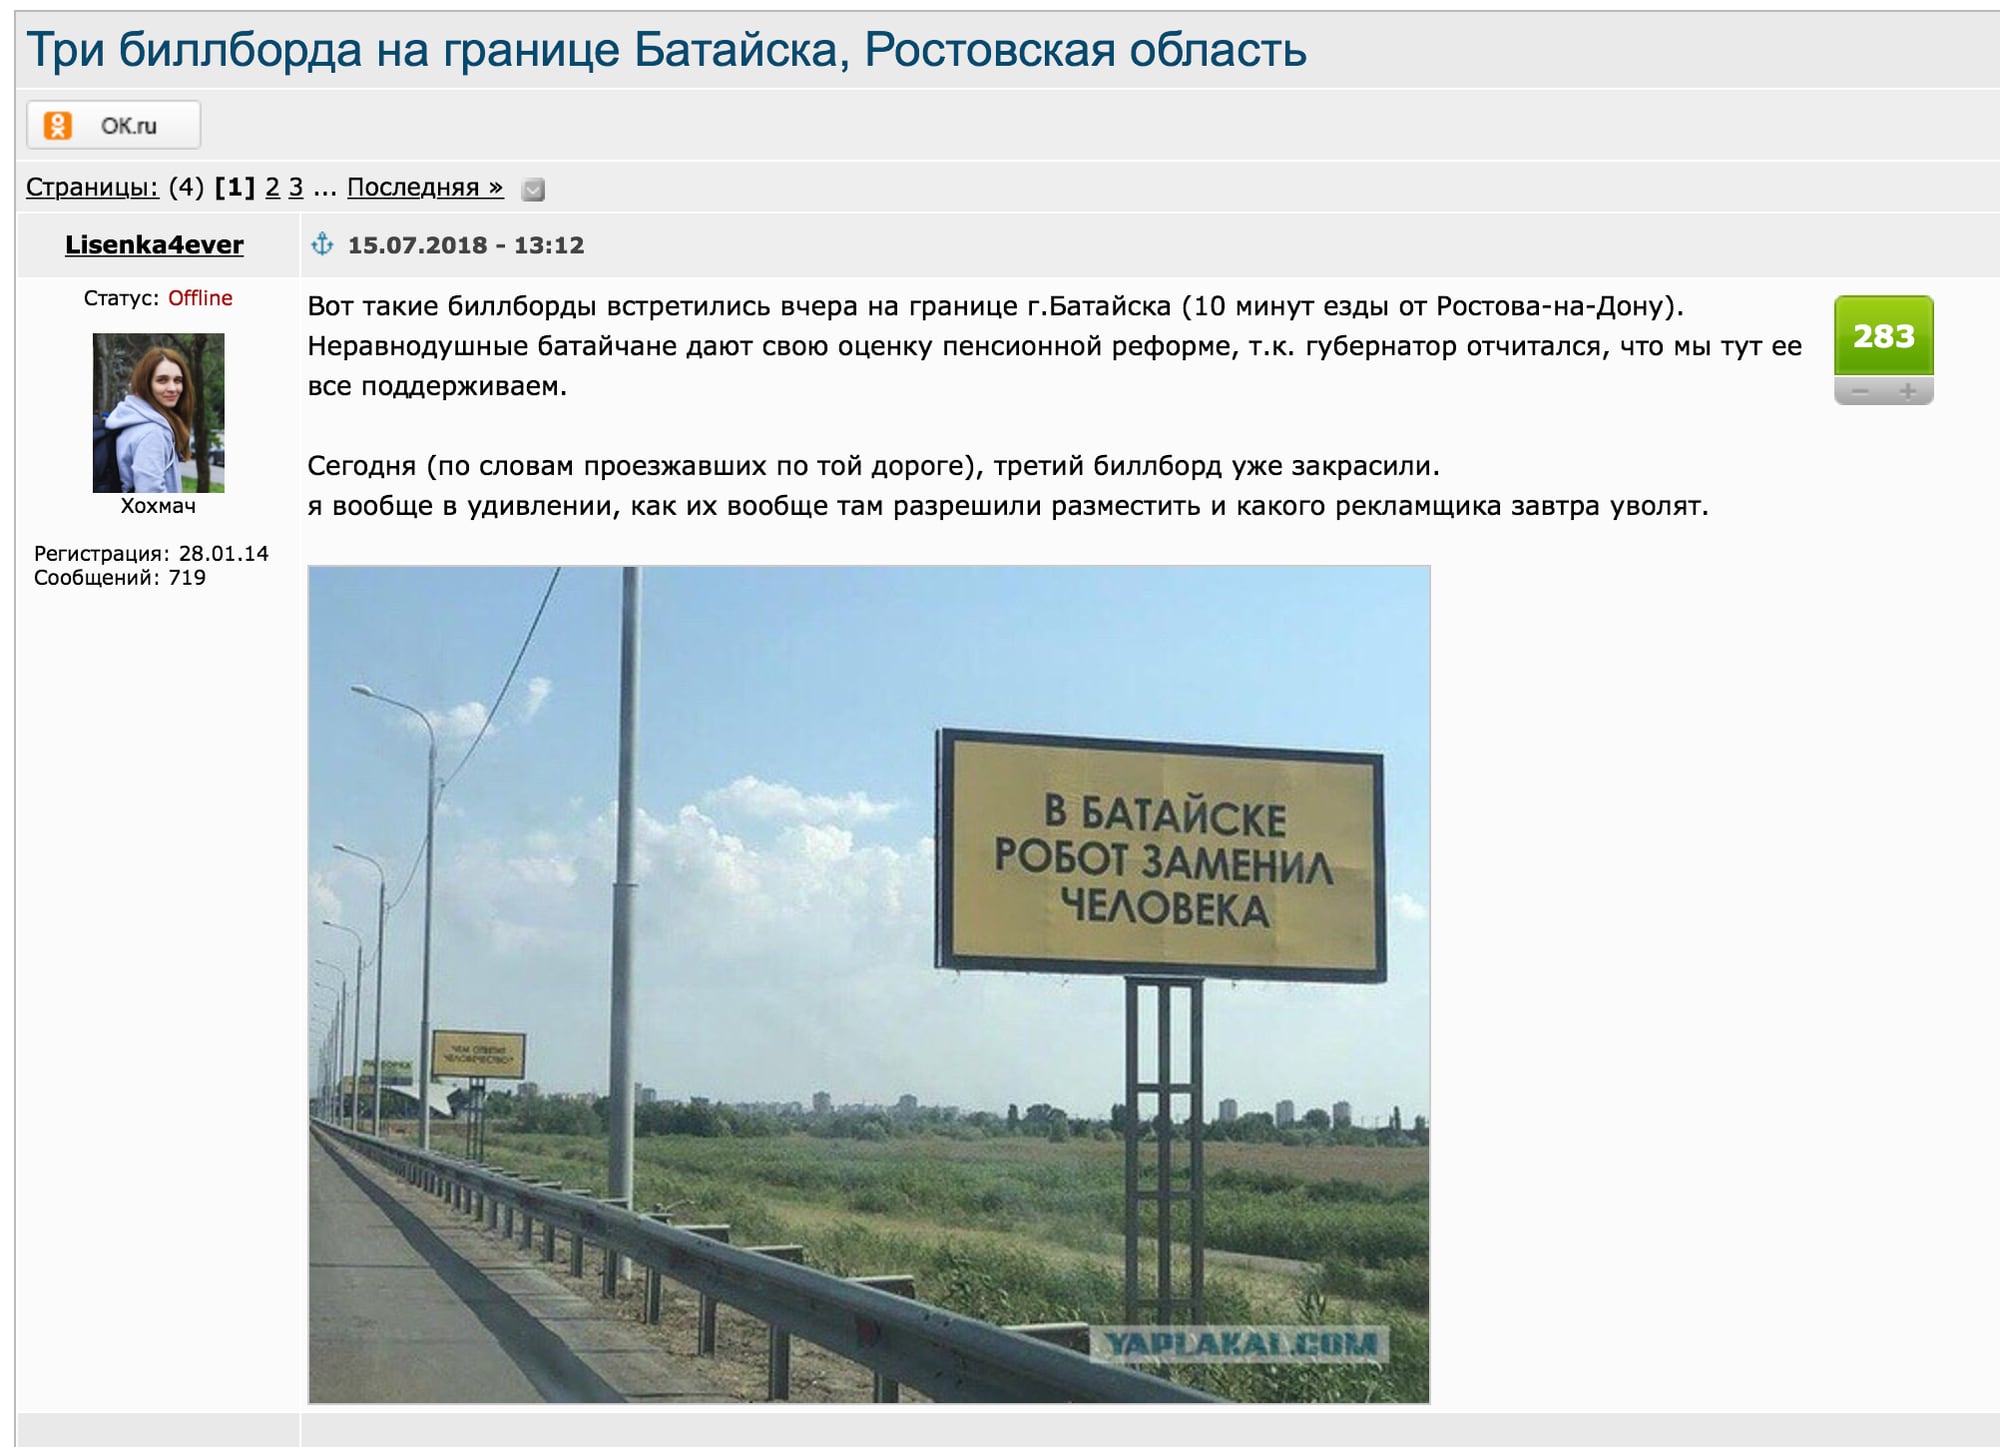 Три биллборда на границе Батайска, Ростовская область
OK.ru
Страницы: (4) [1] 2 3 ... Последняя »
Lisenka4ever
15.07.2018 - 13:12
Статус: Offline
Хохмач
Регистрация: 28.01.14
Сообщений: 719
Вот такие биллборды встретились вчера на границе г.Батайска (10 минут езды от Ростова-на-Дону).
Неравнодушные батайчане дают свою оценку пенсионной реформе, т.к. губернатор отчитался, что мы тут ее
все поддерживаем.
Сегодня (по словам проезжавших по той дороге), третий биллборд уже закрасили.
я вообще в удивлении, как их вообще там разрешили разместить и какого рекламщика завтра уволят.
283
− +
В БАТАЙСКЕ
РОБОТ ЗАМЕНИЛ
ЧЕЛОВЕКА
ЧЕМ ОТВЕТИТ
ЧЕЛОВЕЧЕСТВО?
РАЗБОРКА
YAPLAKAL.COM